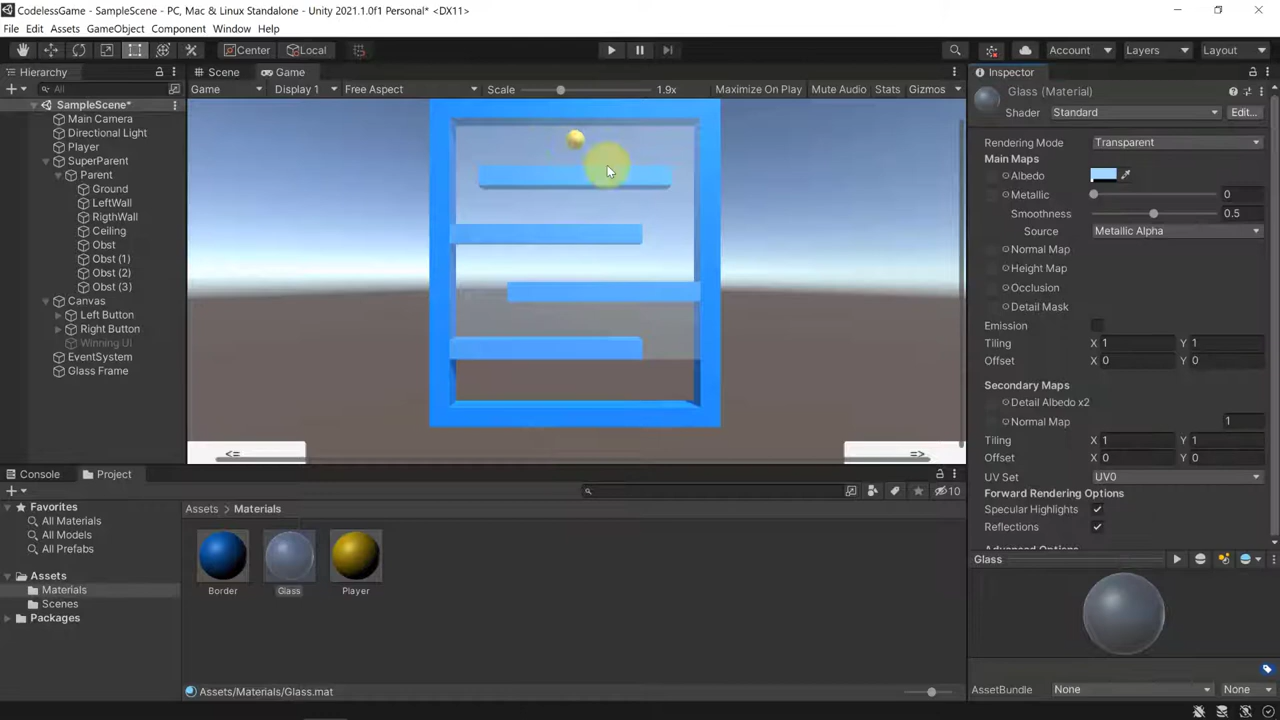 CodelessGame - SampleScene - PC, Mac & Linux Standalone - Unity 2021.1.0f1 Personal* <DX11>
File Edit Assets GameObject Component Window Help
Center Local Account Layers Layout
Hierarchy
All
SampleScene*
Main Camera
Directional Light
Player
SuperParent
Parent
Ground
LeftWall
RigthWall
Ceiling
Obst
Obst (1)
Obst (2)
Obst (3)
Canvas
Left Button
Right Button
Winning UI
EventSystem
Glass Frame
Scene Game
Game Display 1 Free Aspect Scale 1.9x Maximize On Play Mute Audio Stats Gizmos
<= =>
Console Project
10
Favorites
All Materials
All Models
All Prefabs
Assets
Materials
Scenes
Packages
Assets > Materials
Border Glass Player
Assets/Materials/Glass.mat
Inspector
Glass (Material)
Shader Standard Edit...
Rendering Mode Transparent
Main Maps
Albedo
Metallic 0
Smoothness 0.5
Source Metallic Alpha
Normal Map
Height Map
Occlusion
Detail Mask
Emission
Tiling X 1 Y 1
Offset X 0 Y 0
Secondary Maps
Detail Albedo x2
Normal Map 1
Tiling X 1 Y 1
Offset X 0 Y 0
UV Set UV0
Forward Rendering Options
Specular Highlights
Reflections
Advanced Options
Glass
AssetBundle None None